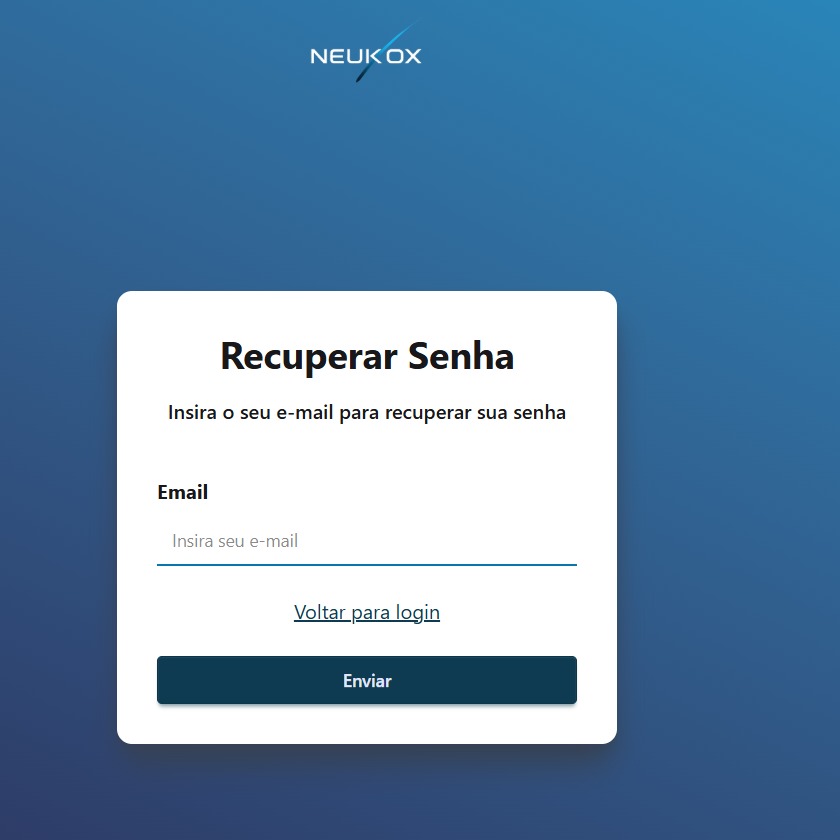 NEUKOX
Recuperar Senha
Insira o seu e-mail para recuperar sua senha
Email
Insira seu e-mail
Voltar para login
Enviar